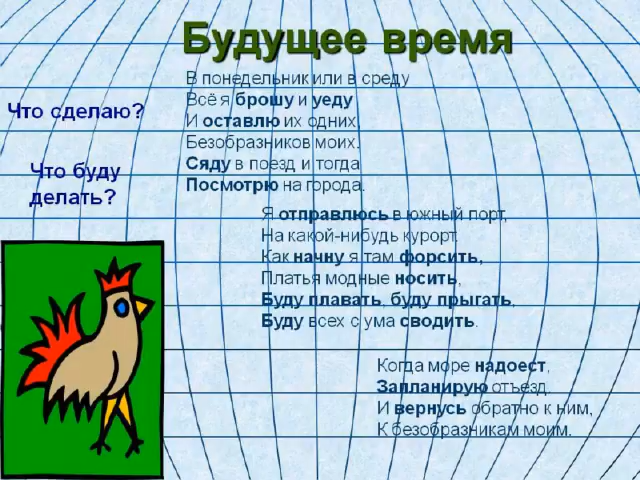 Будущее время
Что сделаю?
Что буду
делать?
В понедельник или в среду
Всё я брошу и уеду
И оставлю их одних,
Безобразников моих.
Сяду в поезд и тогда
Посмотрю на города.
Я отправлюсь в южный порт,
На какой-нибудь курорт.
Как начну я там форсить,
Платья модные носить,
Буду плавать, буду прыгать,
Буду всех с ума сводить.
Когда море надоест,
Запланирую отъезд.
И вернусь обратно к ним,
К безобразникам моим.